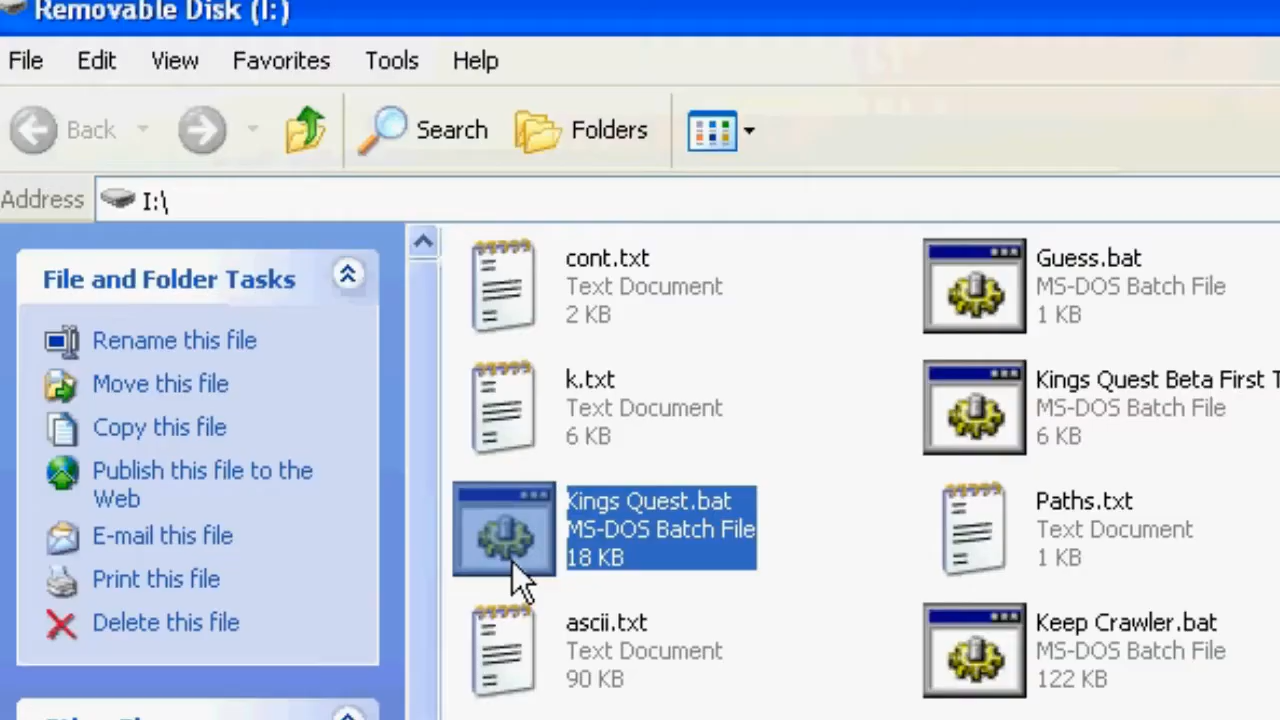 Removable Disk (I:)
File Edit View Favorites Tools Help
Back Search Folders
Address I:\
File and Folder Tasks
Rename this file
Move this file
Copy this file
Publish this file to the
Web
E-mail this file
Print this file
Delete this file
cont.txt
Text Document
2 KB
Guess.bat
MS-DOS Batch File
1 KB
k.txt
Text Document
6 KB
Kings Quest Beta First T
MS-DOS Batch File
6 KB
Kings Quest.bat
MS-DOS Batch File
18 KB
Paths.txt
Text Document
1 KB
ascii.txt
Text Document
90 KB
Keep Crawler.bat
MS-DOS Batch File
122 KB